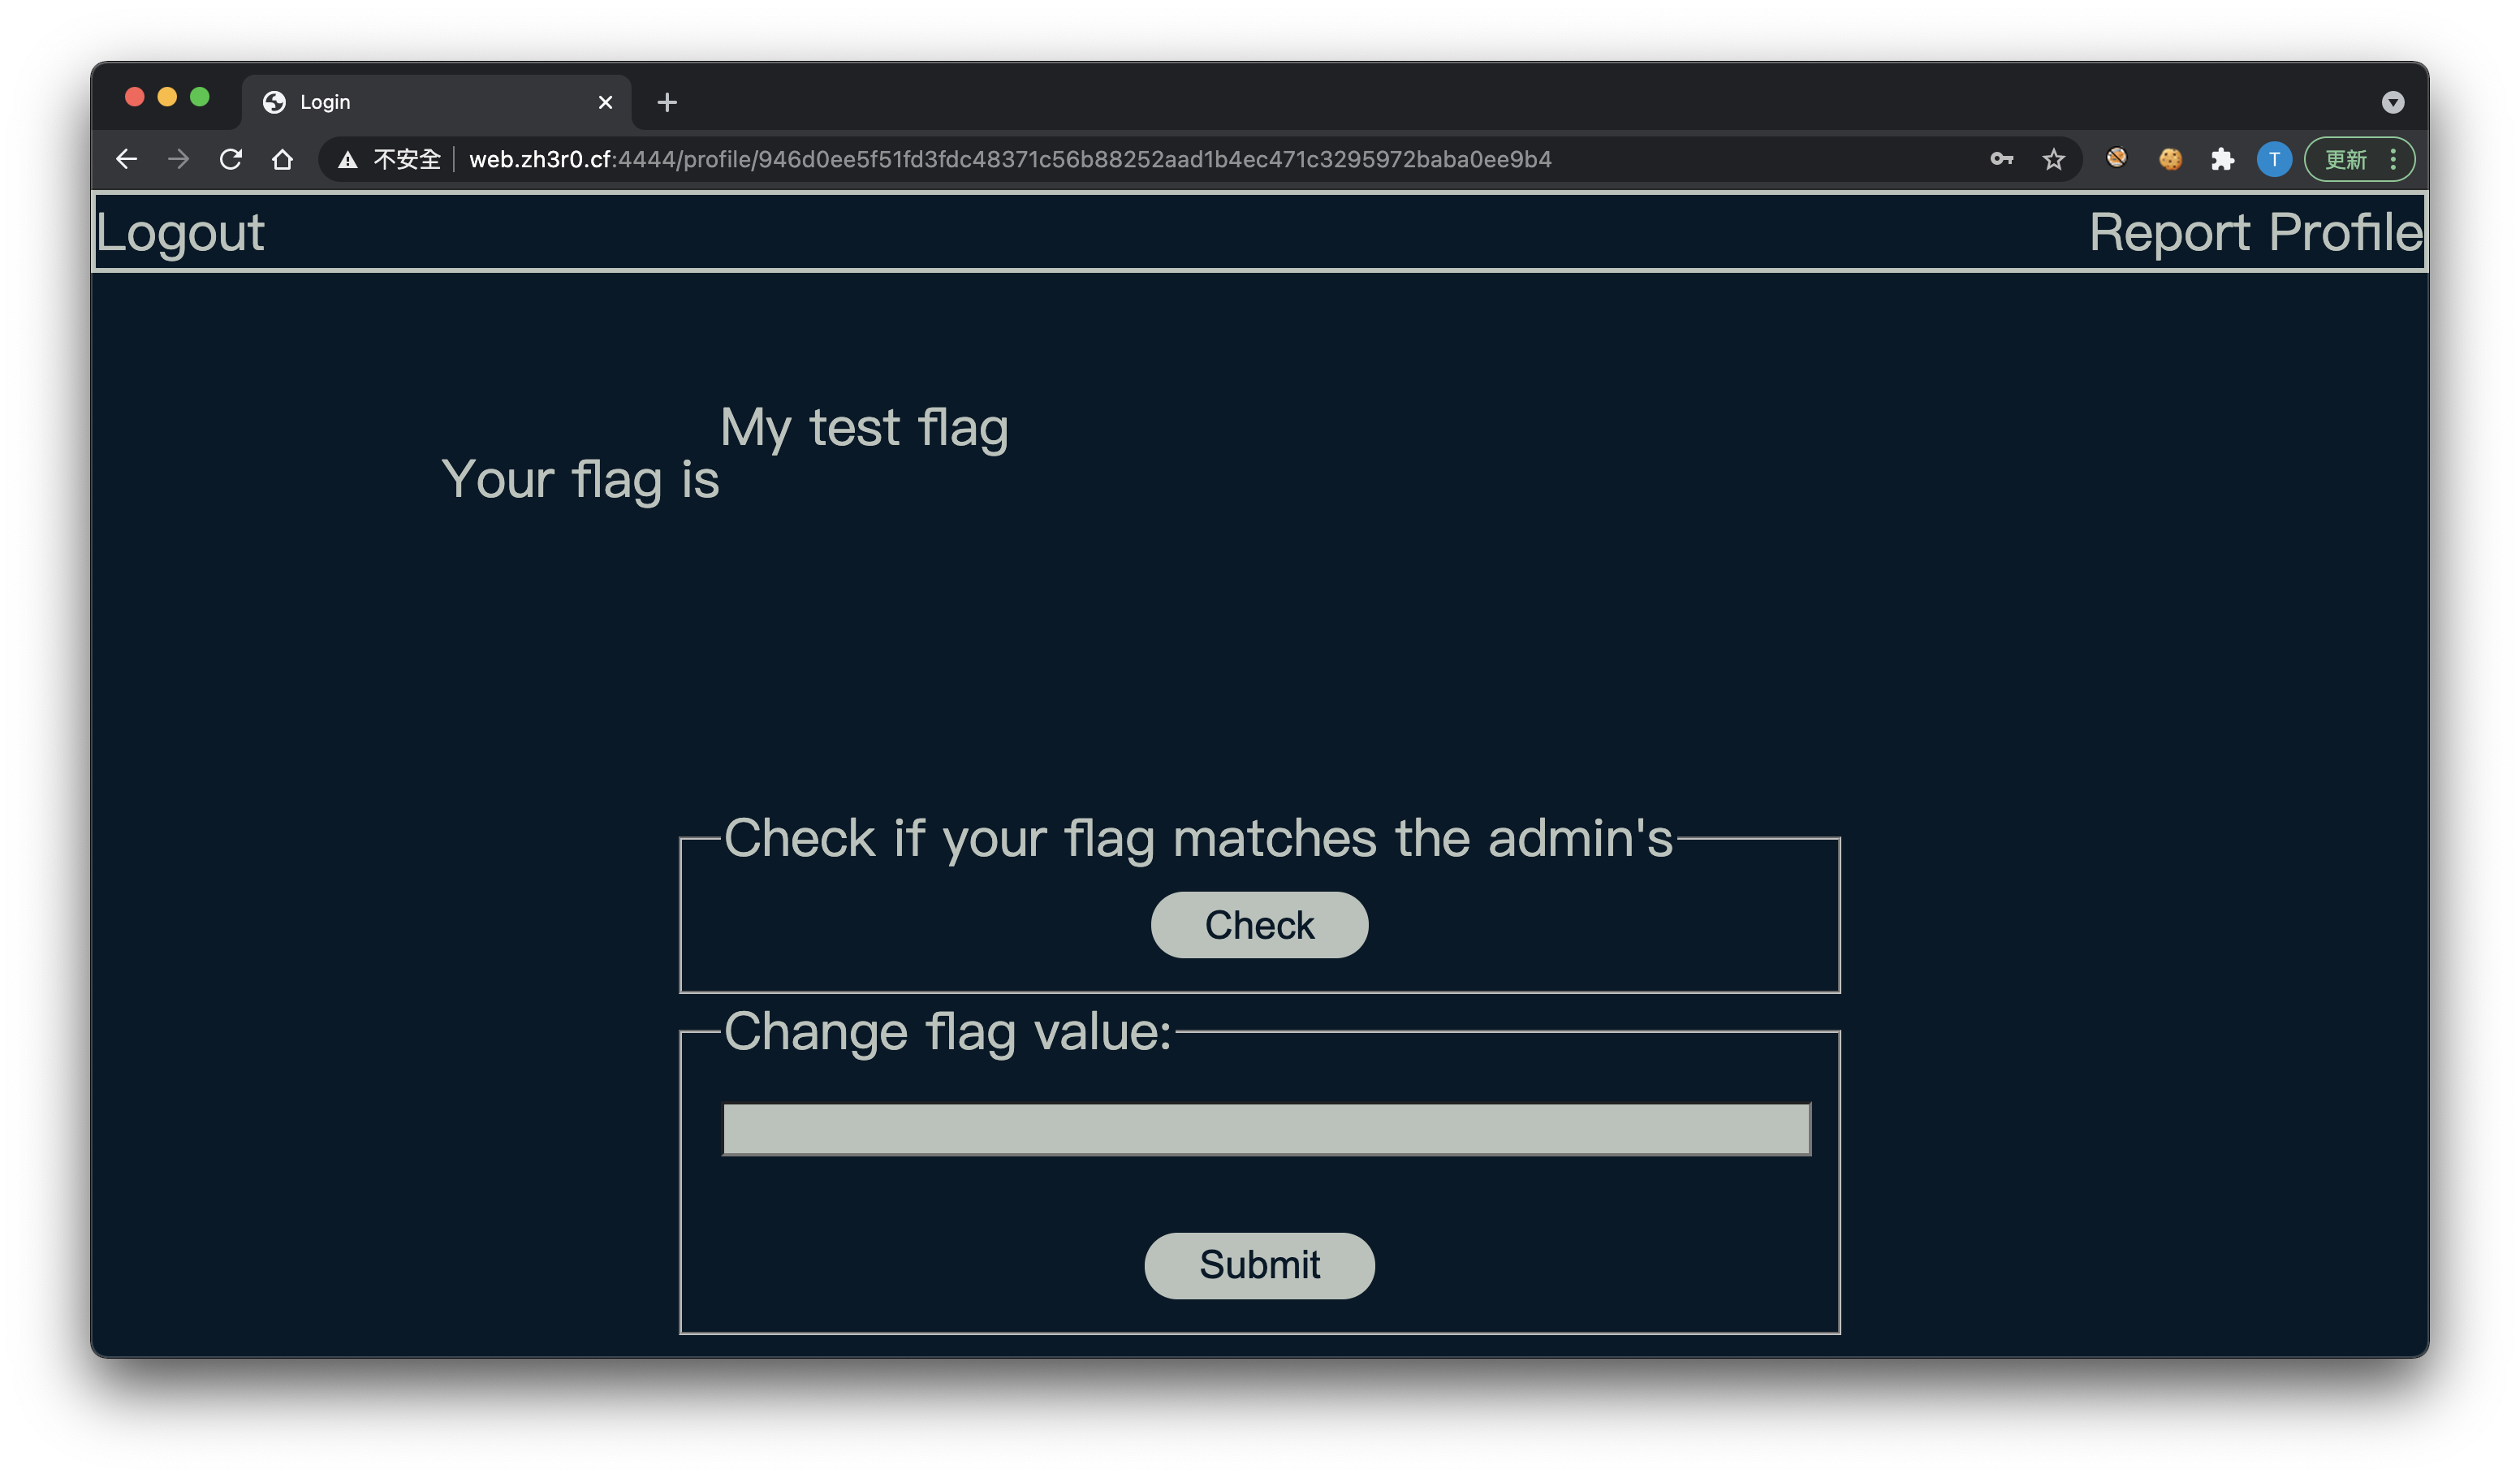 Login
不安全 web.zh3r0.cf:4444/profile/946d0ee5f51fd3fdc48371c56b88252aad1b4ec471c3295972baba0ee9b4
T
更新
Logout Report Profile
My test flag
Your flag is
Check if your flag matches the admin's
Check
Change flag value:
Submit